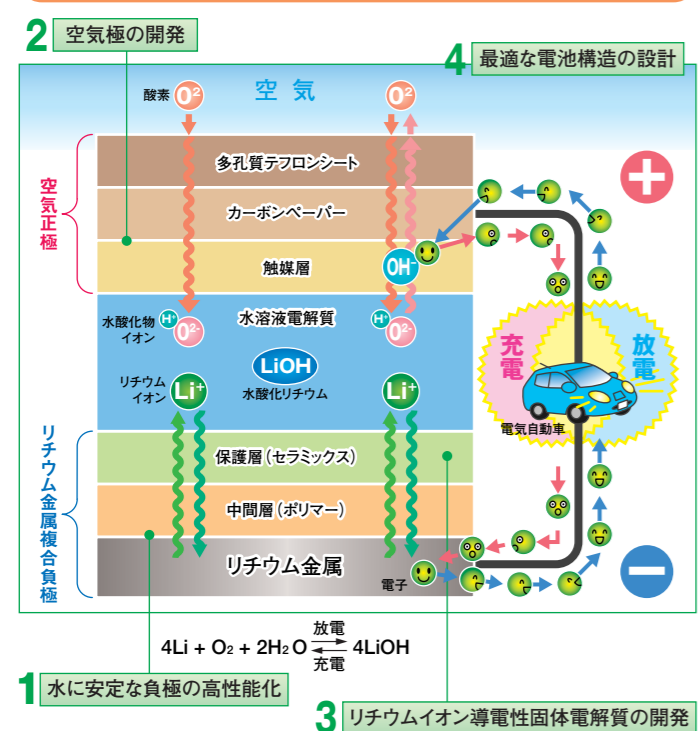 2 空気極の開発
4 最適な電池構造の設計
酸素 O² 空気 O²
多孔質テフロンシート
カーボンペーパー
触媒層
OH⁻
空気正極
水酸化物イオン
H⁺
O²⁻
水溶液電解質
H⁺
O²⁻
LiOH
水酸化リチウム
リチウムイオン
Li⁺
Li⁺
充電
放電
電気自動車
保護層(セラミックス)
中間層(ポリマー)
リチウム金属
リチウム金属複合負極
電子
+
−
4Li + O₂ + 2H₂O 放電 ⇄ 充電 4LiOH
1 水に安定な負極の高性能化
3 リチウムイオン導電性固体電解質の開発